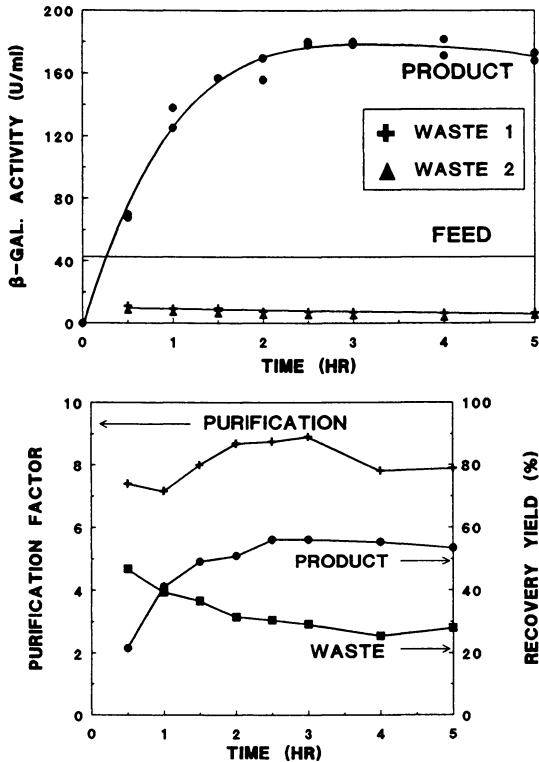 β-GAL. ACTIVITY (U/ml)
200
160
120
80
40
0
PRODUCT
WASTE 1
WASTE 2
FEED
0 1 2 3 4 5
TIME (HR)
PURIFICATION FACTOR
10
8
6
4
2
0
PURIFICATION
PRODUCT
WASTE
100
80
60
40
20
0
RECOVERY YIELD (%)
0 1 2 3 4 5
TIME (HR)